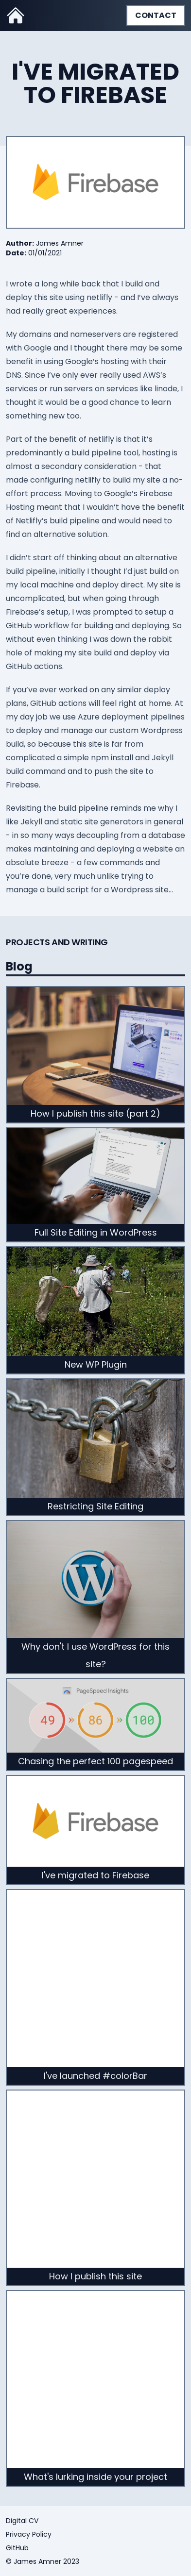 CONTACT
I'VE MIGRATED
TO FIREBASE
Firebase
Author: James Amner
Date: 01/01/2021
I wrote a long while back that I build and
deploy this site using netlifly - and I’ve always
had really great experiences.
My domains and nameservers are registered
with Google and I thought there may be some
benefit in using Google’s hosting with their
DNS. Since I’ve only ever really used AWS’s
services or run servers on services like linode, I
thought it would be a good chance to learn
something new too.
Part of the benefit of netlifly is that it’s
predominantly a build pipeline tool, hosting is
almost a secondary consideration - that
made configuring netlifly to build my site a no-
effort process. Moving to Google’s Firebase
Hosting meant that I wouldn’t have the benefit
of Netlifly’s build pipeline and would need to
find an alternative solution.
I didn’t start off thinking about an alternative
build pipeline, initially I thought I’d just build on
my local machine and deploy direct. My site is
uncomplicated, but when going through
Firebase’s setup, I was prompted to setup a
GitHub workflow for building and deploying. So
without even thinking I was down the rabbit
hole of making my site build and deploy via
GitHub actions.
If you’ve ever worked on any similar deploy
plans, GitHub actions will feel right at home. At
my day job we use Azure deployment pipelines
to deploy and manage our custom Wordpress
build, so because this site is far from
complicated a simple npm install and Jekyll
build command and to push the site to
Firebase.
Revisiting the build pipeline reminds me why I
like Jekyll and static site generators in general
- in so many ways decoupling from a database
makes maintaining and deploying a website an
absolute breeze - a few commands and
you’re done, very much unlike trying to
manage a build script for a Wordpress site…
PROJECTS AND WRITING
Blog
How I publish this site (part 2)
Full Site Editing in WordPress
New WP Plugin
Restricting Site Editing
Why don't I use WordPress for this
site?
PageSpeed Insights
49
86
100
Chasing the perfect 100 pagespeed
Firebase
I've migrated to Firebase
I've launched #colorBar
How I publish this site
What's lurking inside your project
Digital CV
Privacy Policy
GitHub
© James Amner 2023